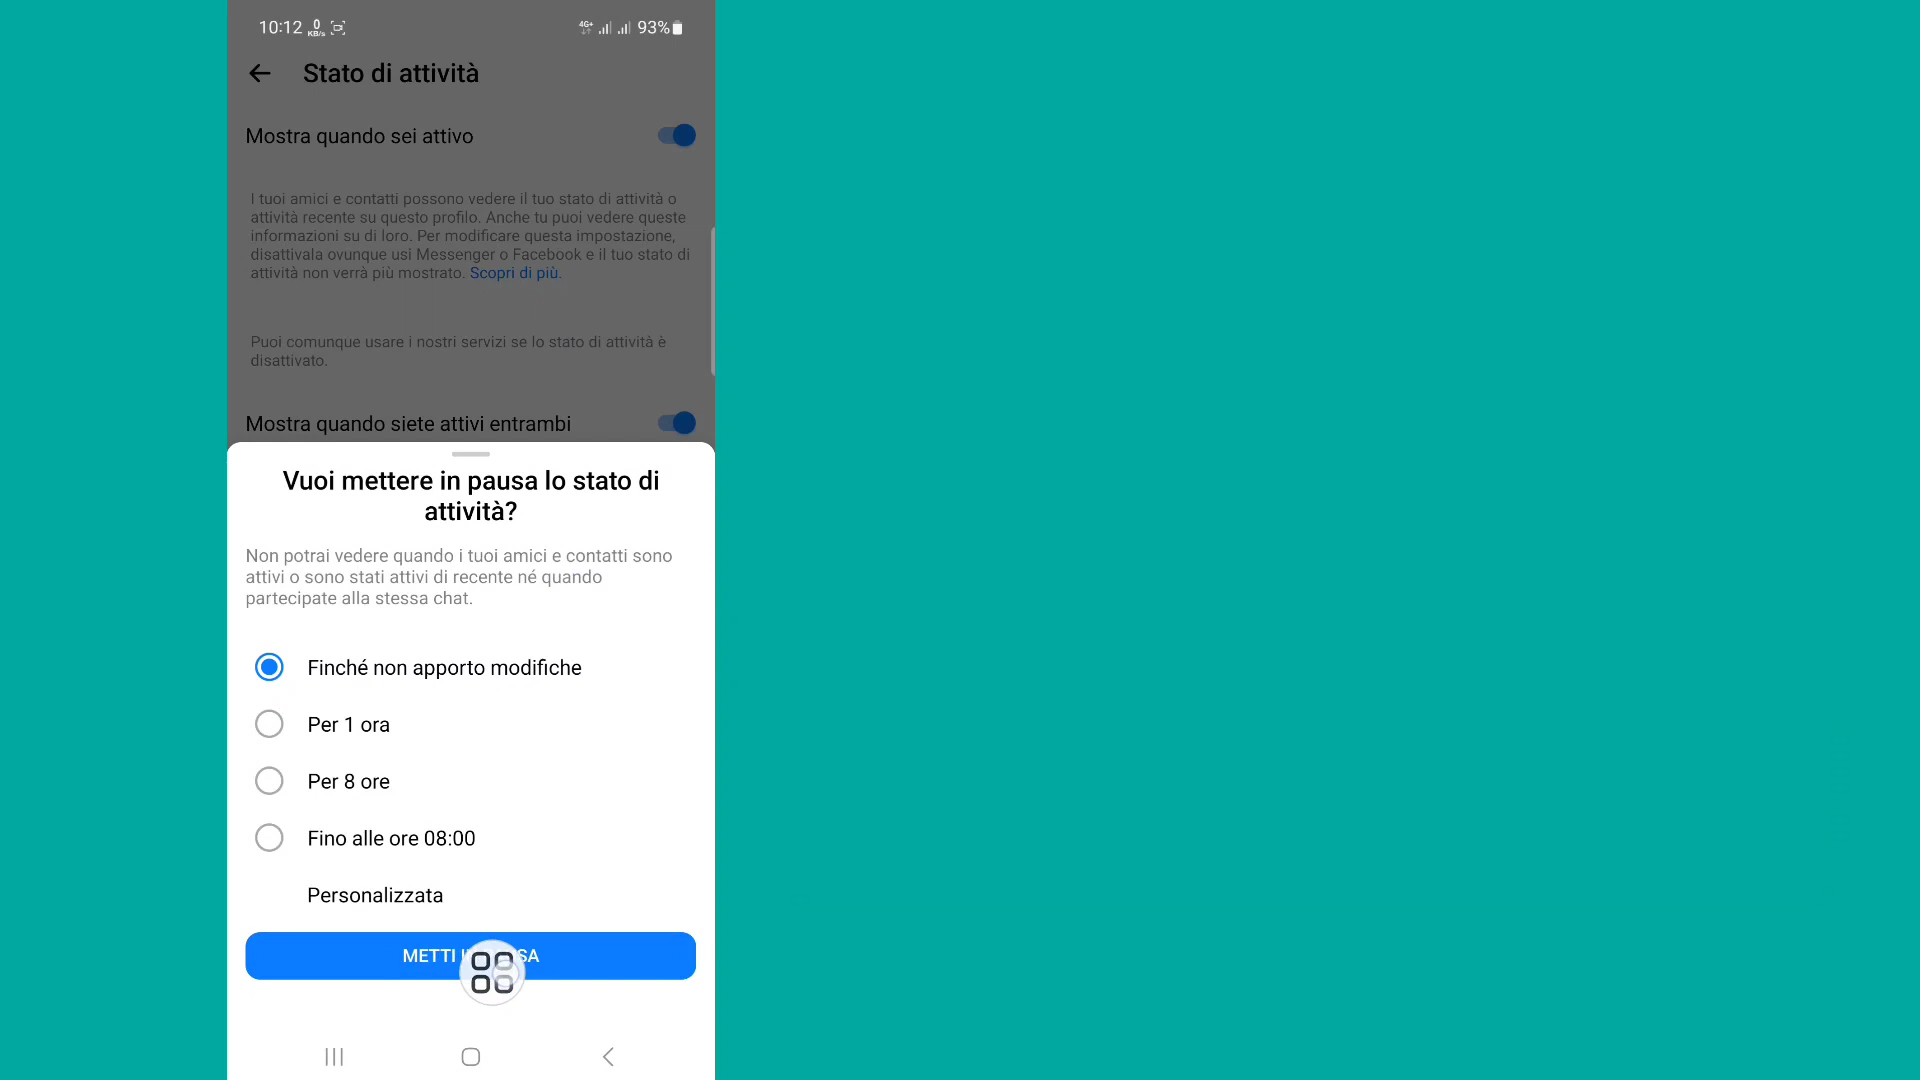 10:12 0 KB/s 4G+ 93%
Stato di attività
Mostra quando sei attivo
I tuoi amici e contatti possono vedere il tuo stato di attività o
attività recente su questo profilo. Anche tu puoi vedere queste
informazioni su di loro. Per modificare questa impostazione,
disattivala ovunque usi Messenger o Facebook e il tuo stato di
attività non verrà più mostrato. Scopri di più.
Puoi comunque usare i nostri servizi se lo stato di attività è
disattivato.
Mostra quando siete attivi entrambi
Vuoi mettere in pausa lo stato di
attività?
Non potrai vedere quando i tuoi amici e contatti sono
attivi o sono stati attivi di recente né quando
partecipate alla stessa chat.
Finché non apporto modifiche
Per 1 ora
Per 8 ore
Fino alle ore 08:00
Personalizzata
METTI